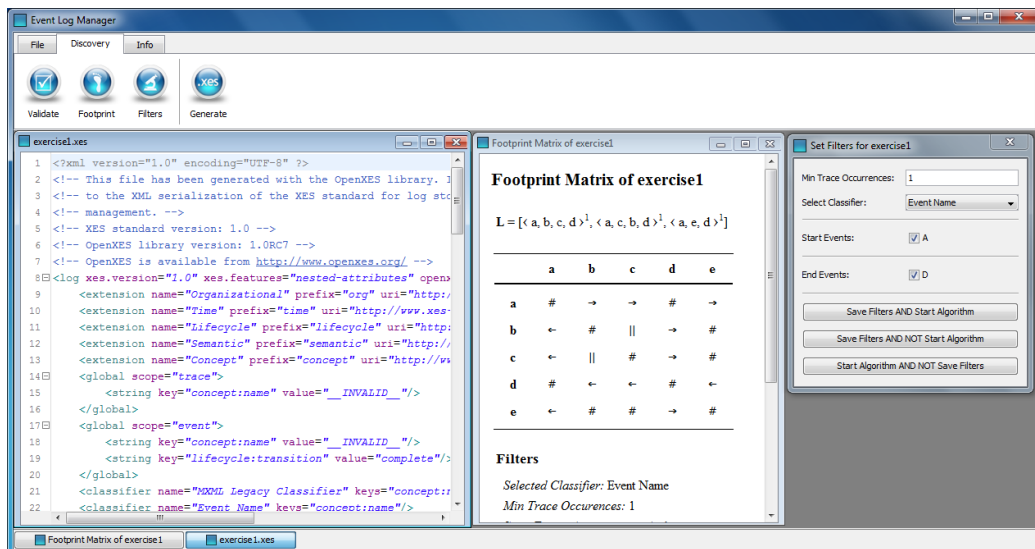 Event Log Manager
File Discovery Info
Validate Footprint Filters .xes Generate
exercise1.xes
1 <?xml version="1.0" encoding="UTF-8" ?>
2 <!-- This file has been generated with the OpenXES library. I
3 <!-- to the XML serialization of the XES standard for log sto
4 <!-- management. -->
5 <!-- XES standard version: 1.0 -->
6 <!-- OpenXES library version: 1.0RC7 -->
7 <!-- OpenXES is available from http://www.openxes.org/ -->
8 <log xes.version="1.0" xes.features="nested-attributes" openx
9 <extension name="Organizational" prefix="org" uri="http:/
10 <extension name="Time" prefix="time" uri="http://www.xes-
11 <extension name="Lifecycle" prefix="lifecycle" uri="http:
12 <extension name="Semantic" prefix="semantic" uri="http:/
13 <extension name="Concept" prefix="concept" uri="http://ww
14 <global scope="trace">
15 <string key="concept:name" value="__INVALID__"/>
16 </global>
17 <global scope="event">
18 <string key="concept:name" value="__INVALID__"/>
19 <string key="lifecycle:transition" value="complete"/>
20 </global>
21 <classifier name="MXML Legacy Classifier" keys="concept:n
22 <classifier name="Event Name" keys="concept:name"/>
Footprint Matrix of exercise1
Footprint Matrix of exercise1
L = [‹ a, b, c, d ›¹, ‹ a, c, b, d ›¹, ‹ a, e, d ›¹]
a b c d e
a # → → # →
b ← # || → #
c ← || # → #
d # ← ← # ←
e ← # # → #
Filters
Selected Classifier: Event Name
Min Trace Occurences: 1
Set Filters for exercise1
Min Trace Occurrences: 1
Select Classifier: Event Name
Start Events: A
End Events: D
Save Filters AND Start Algorithm
Save Filters AND NOT Start Algorithm
Start Algorithm AND NOT Save Filters
Footprint Matrix of exercise1 exercise1.xes